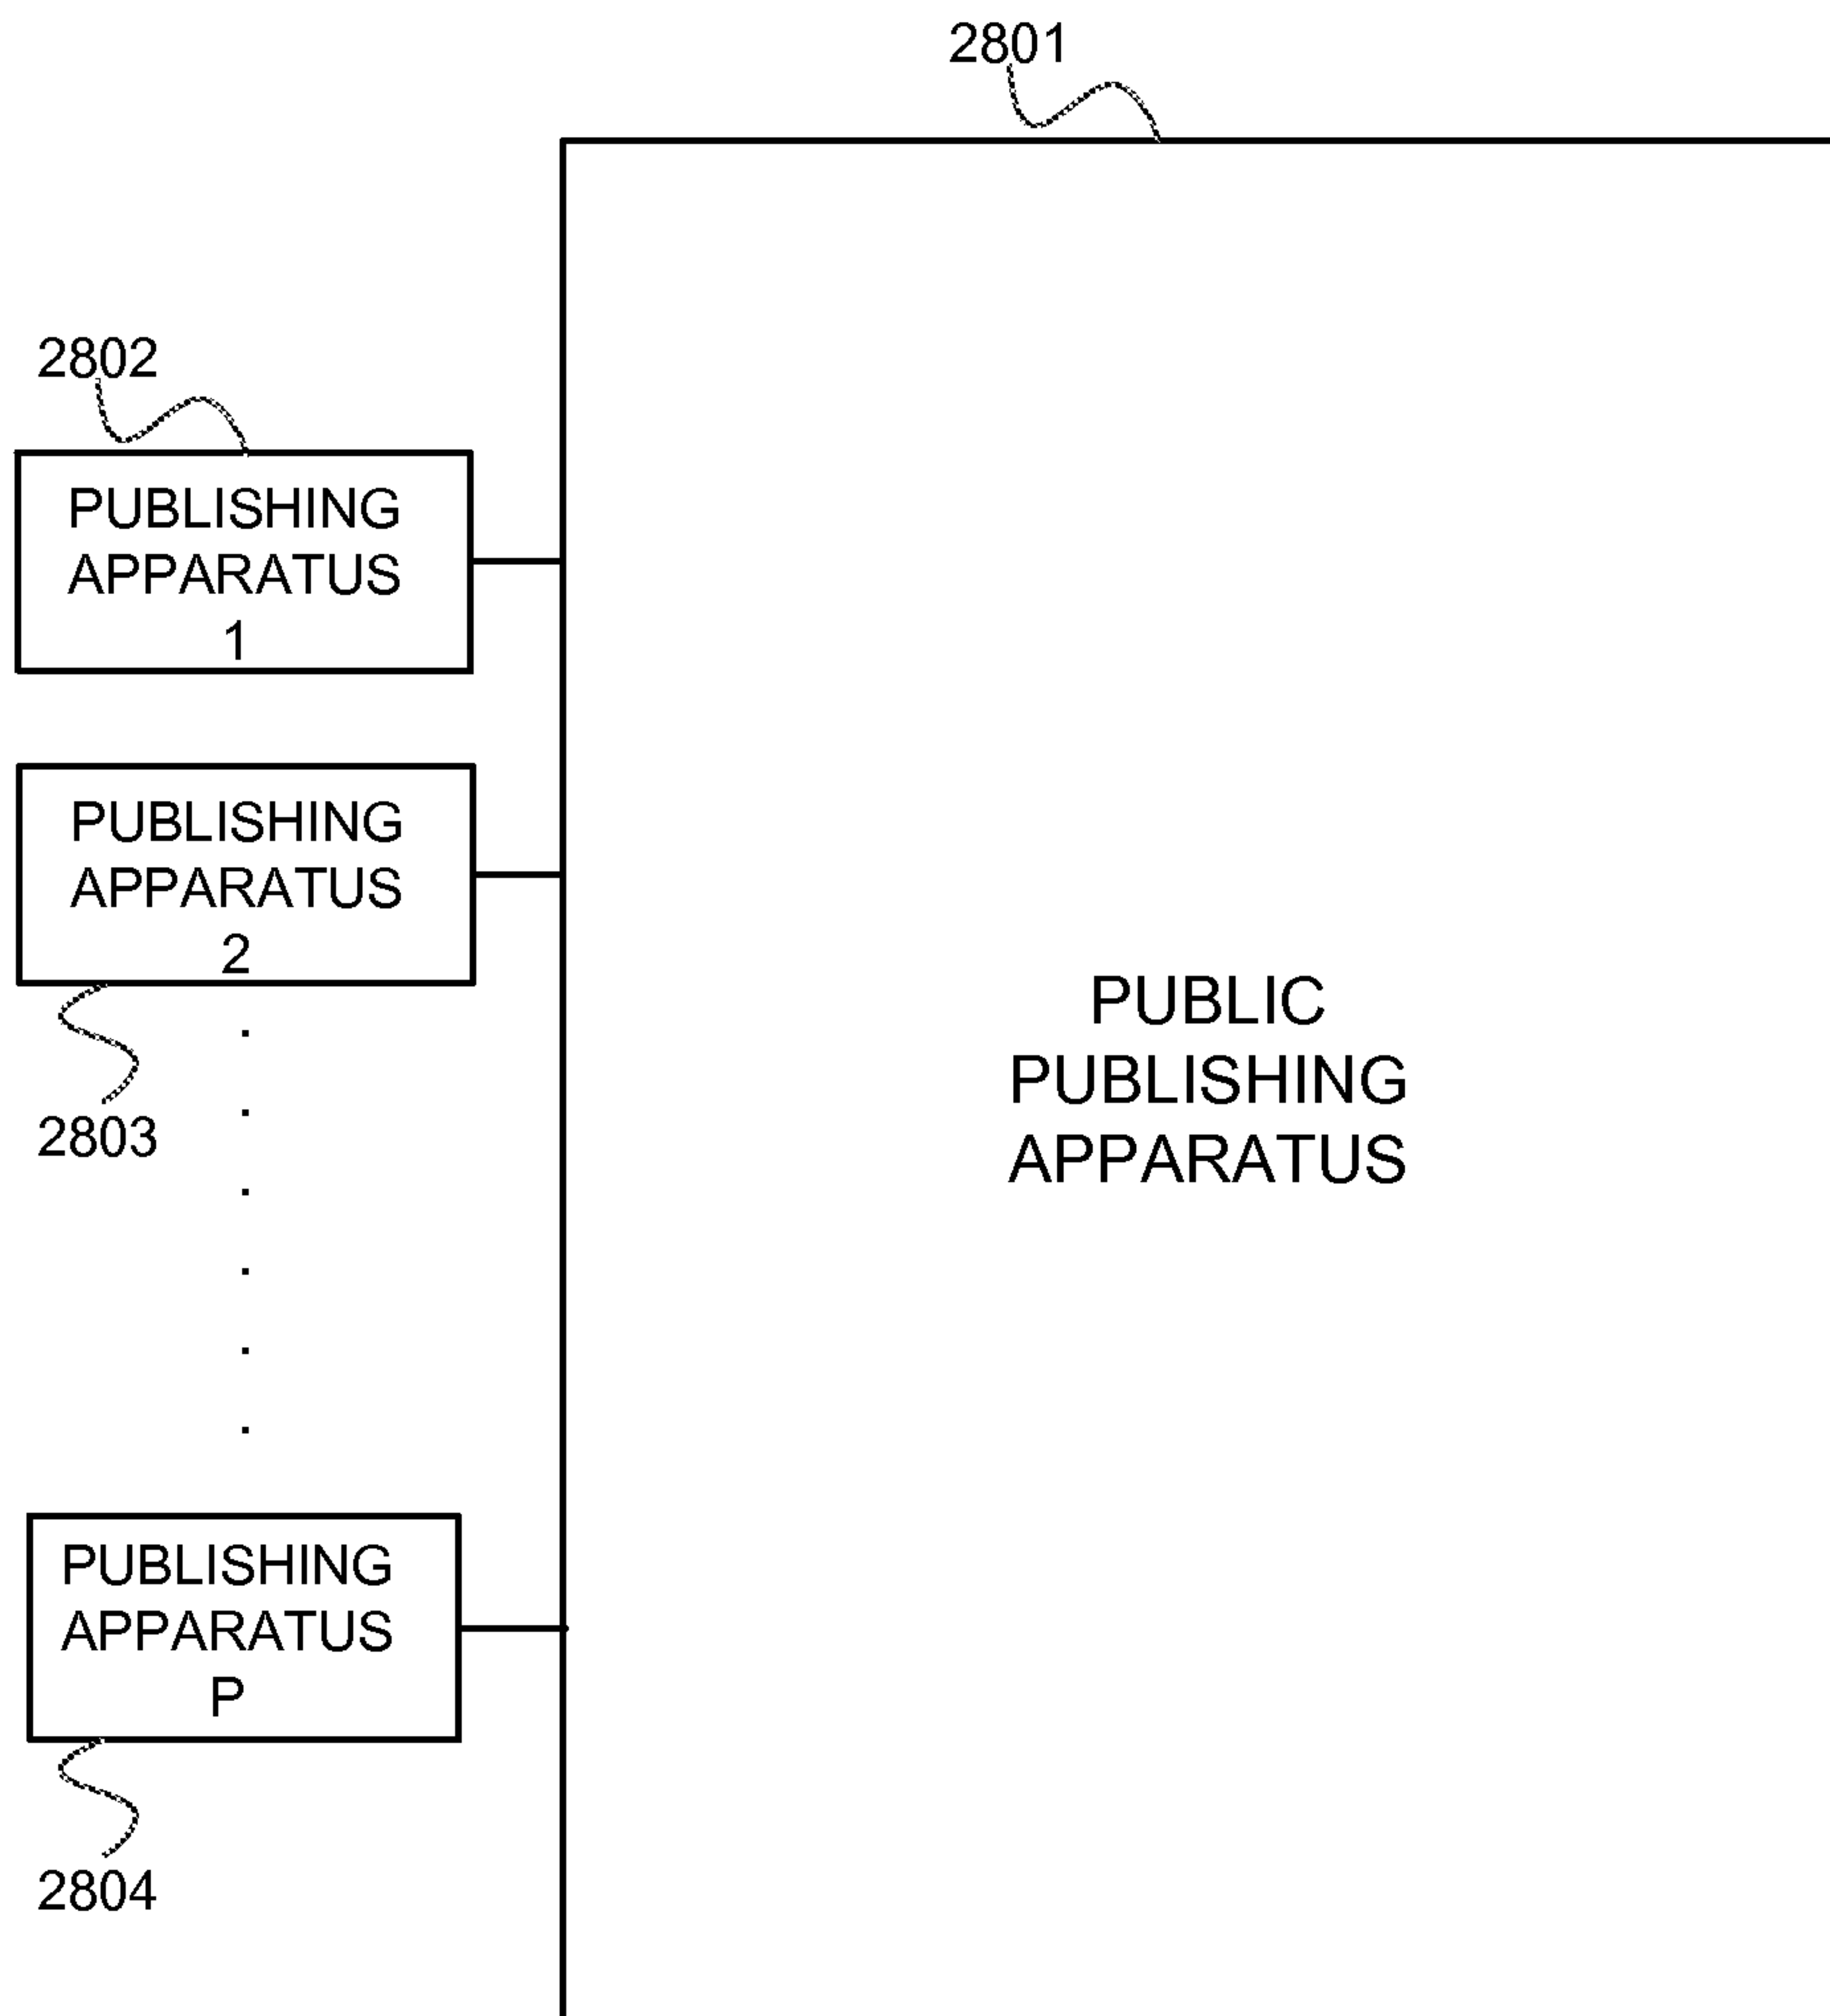 2801
2802
PUBLISHING
APPARATUS
1
PUBLISHING
APPARATUS
2
2803
PUBLIC
PUBLISHING
APPARATUS
PUBLISHING
APPARATUS
P
2804